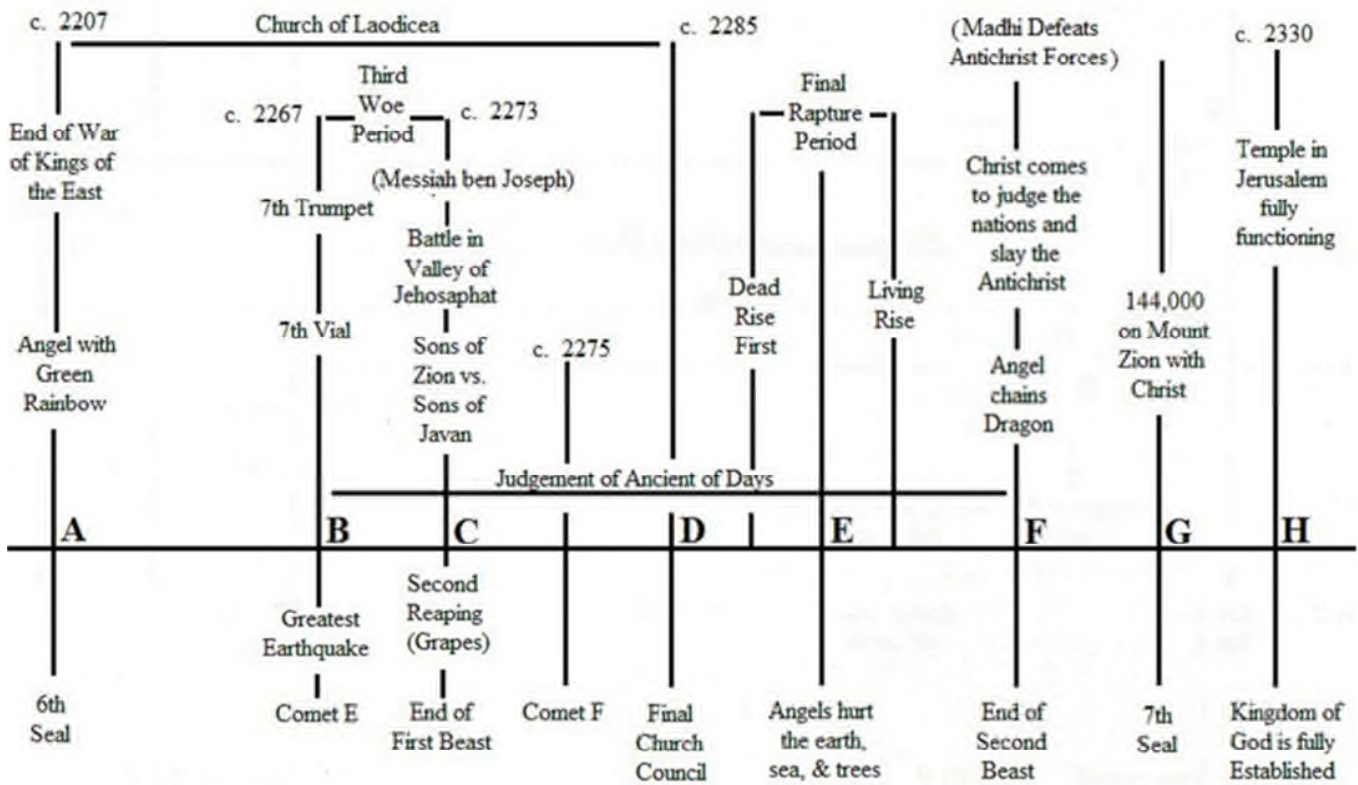 c. 2207
Church of Laodicea
c. 2285
(Madhi Defeats
Antichrist Forces)
c. 2330
Third
Woe
Period
c. 2267
c. 2273
Final
Rapture
Period
End of War
of Kings of
the East
(Messiah ben Joseph)
7th Trumpet
Christ comes
to judge the
nations and
slay the
Antichrist
Temple in
Jerusalem
fully
functioning
Battle in
Valley of
Jehosaphat
Dead
Rise
First
Living
Rise
144,000
on Mount
Zion with
Christ
Angel with
Green
Rainbow
7th Vial
Sons of
Zion vs.
Sons of
Javan
c. 2275
Angel
chains
Dragon
Judgement of Ancient of Days
A
B
C
D
E
F
G
H
Greatest
Earthquake
Second
Reaping
(Grapes)
6th
Seal
Comet E
End of
First Beast
Comet F
Final
Church
Council
Angels hurt
the earth,
sea, & trees
End of
Second
Beast
7th
Seal
Kingdom of
God is fully
Established